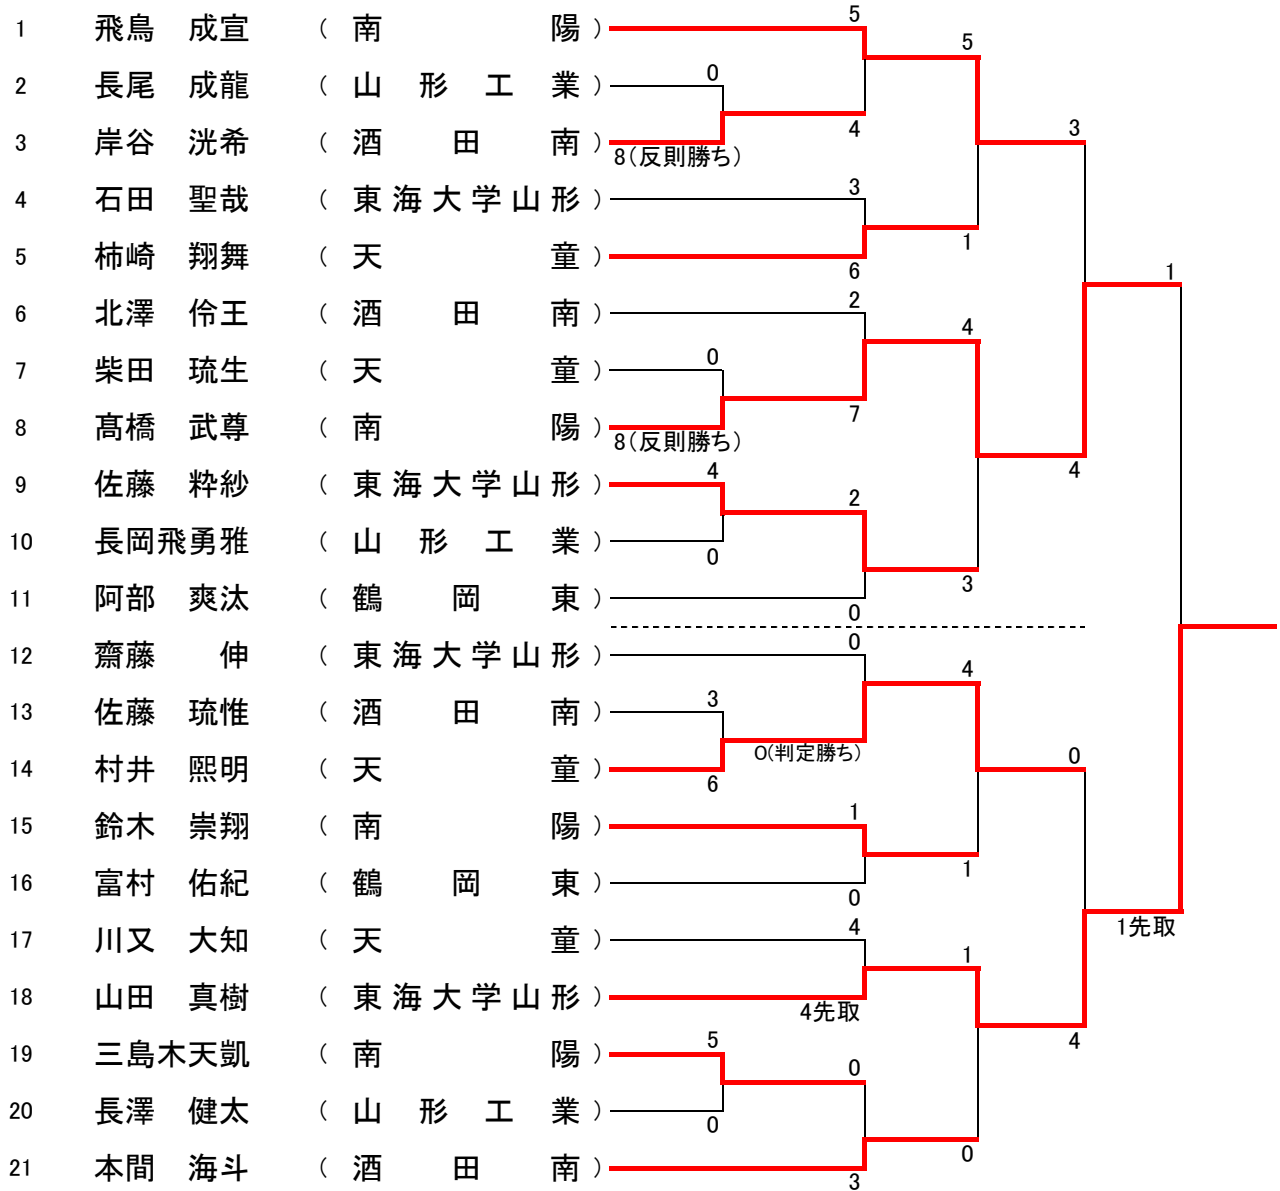 1 飛鳥 成宣 （ 南 陽 ） 5
5
2 長尾 成龍 （ 山 形 工 業 ） 0
4 3
3 岸谷 洸希 （ 酒 田 南 ） 8(反則勝ち)
4 石田 聖哉 （ 東 海 大 学 山 形 ） 3
1
5 柿崎 翔舞 （ 天 童 ） 6
1
6 北澤 伶王 （ 酒 田 南 ） 2
4
7 柴田 琉生 （ 天 童 ） 0
7
8 髙橋 武尊 （ 南 陽 ） 8(反則勝ち)
4
9 佐藤 粋紗 （ 東 海 大 学 山 形 ） 4
2
10 長岡飛勇雅 （ 山 形 工 業 ） 0
3
11 阿部 爽汰 （ 鶴 岡 東 ） 0
12 齋藤 伸 （ 東 海 大 学 山 形 ） 0
4
13 佐藤 琉惟 （ 酒 田 南 ） 3
0(判定勝ち) 0
14 村井 熙明 （ 天 童 ） 6
15 鈴木 崇翔 （ 南 陽 ） 1
1
16 富村 佑紀 （ 鶴 岡 東 ） 0
1先取
17 川又 大知 （ 天 童 ） 4
1
18 山田 真樹 （ 東 海 大 学 山 形 ） 4先取
4
19 三島木天凱 （ 南 陽 ） 5
0
20 長澤 健太 （ 山 形 工 業 ） 0
0
21 本間 海斗 （ 酒 田 南 ） 3